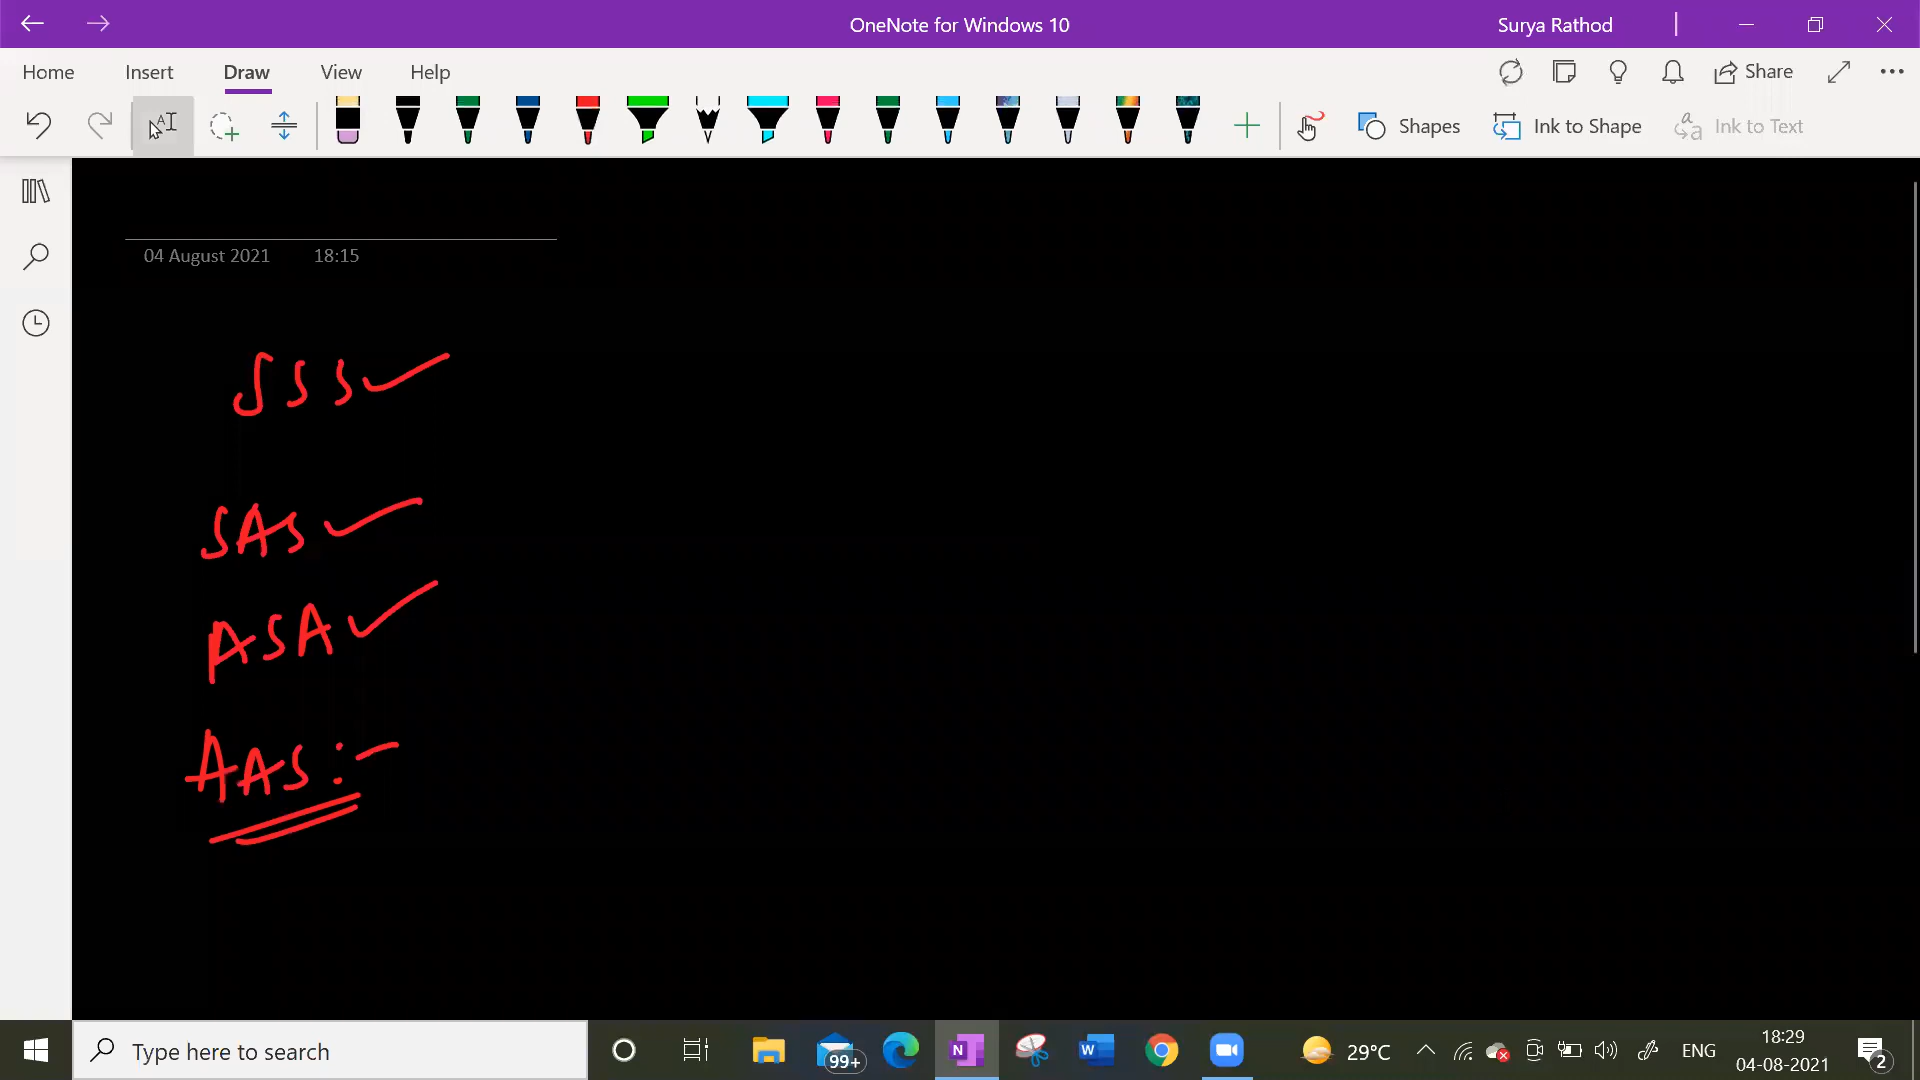 OneNote for Windows 10
Surya Rathod
Home Insert Draw View Help
Share
Shapes Ink to Shape Ink to Text
04 August 2021 18:15
SSS ✓
SAS ✓
ASA ✓
AAS :-
Type here to search
99+
29°C
ENG
18:29
04-08-2021
2